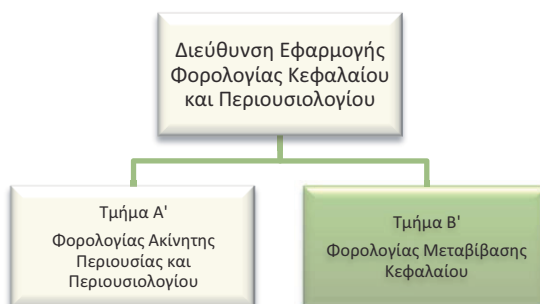 Διεύθυνση Εφαρμογής
Φορολογίας Κεφαλαίου
και Περιουσιολογίου
Τμήμα Α'
Φορολογίας Ακίνητης
Περιουσίας και
Περιουσιολογίου
Τμήμα Β'
Φορολογίας Μεταβίβασης
Κεφαλαίου